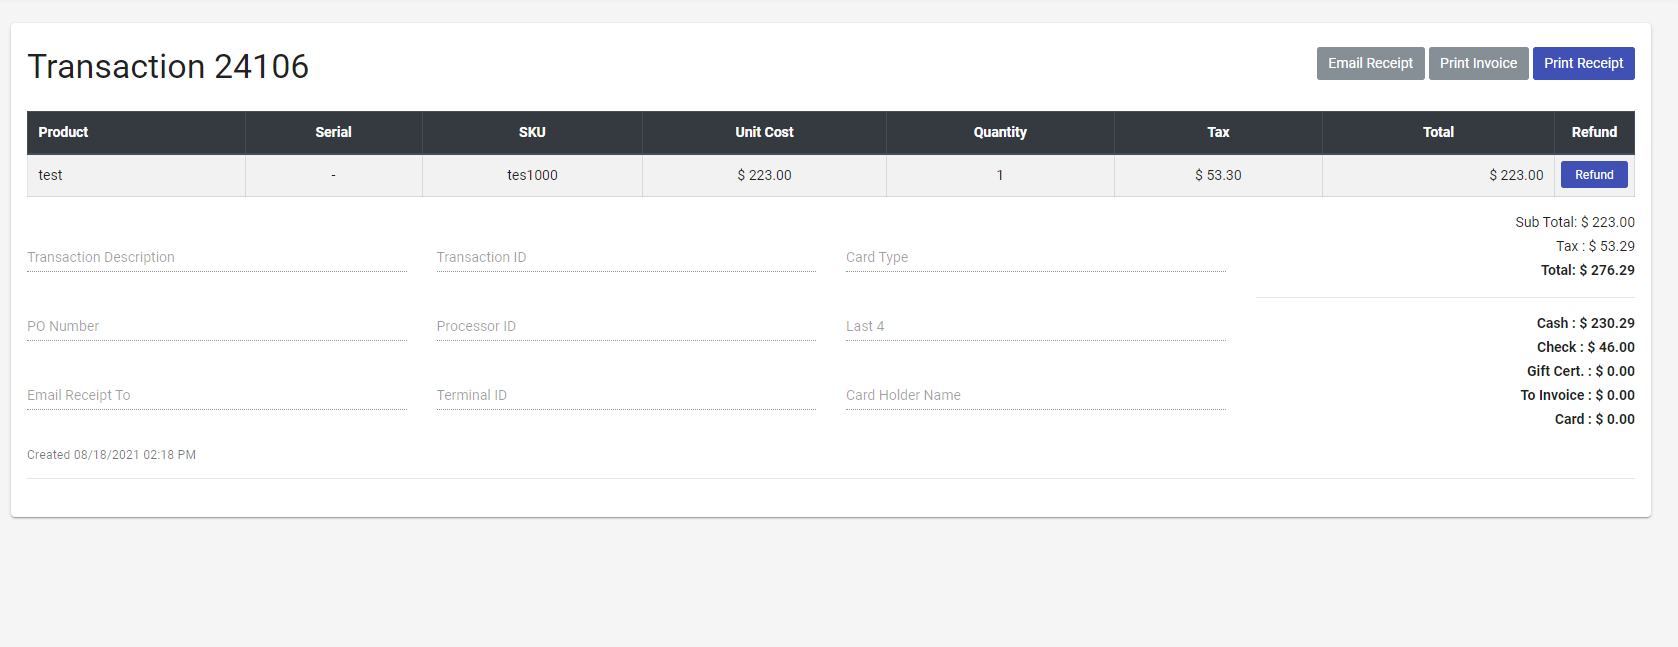 Transaction 24106
Email Receipt Print Invoice Print Receipt
Product Serial SKU Unit Cost Quantity Tax Total Refund
test - tes1000 $ 223.00 1 $ 53.30 $ 223.00 Refund
Sub Total: $ 223.00
Tax : $ 53.29
Total: $ 276.29
Transaction Description Transaction ID Card Type
PO Number Processor ID Last 4
Email Receipt To Terminal ID Card Holder Name
Cash : $ 230.29
Check : $ 46.00
Gift Cert. : $ 0.00
To Invoice : $ 0.00
Card : $ 0.00
Created 08/18/2021 02:18 PM